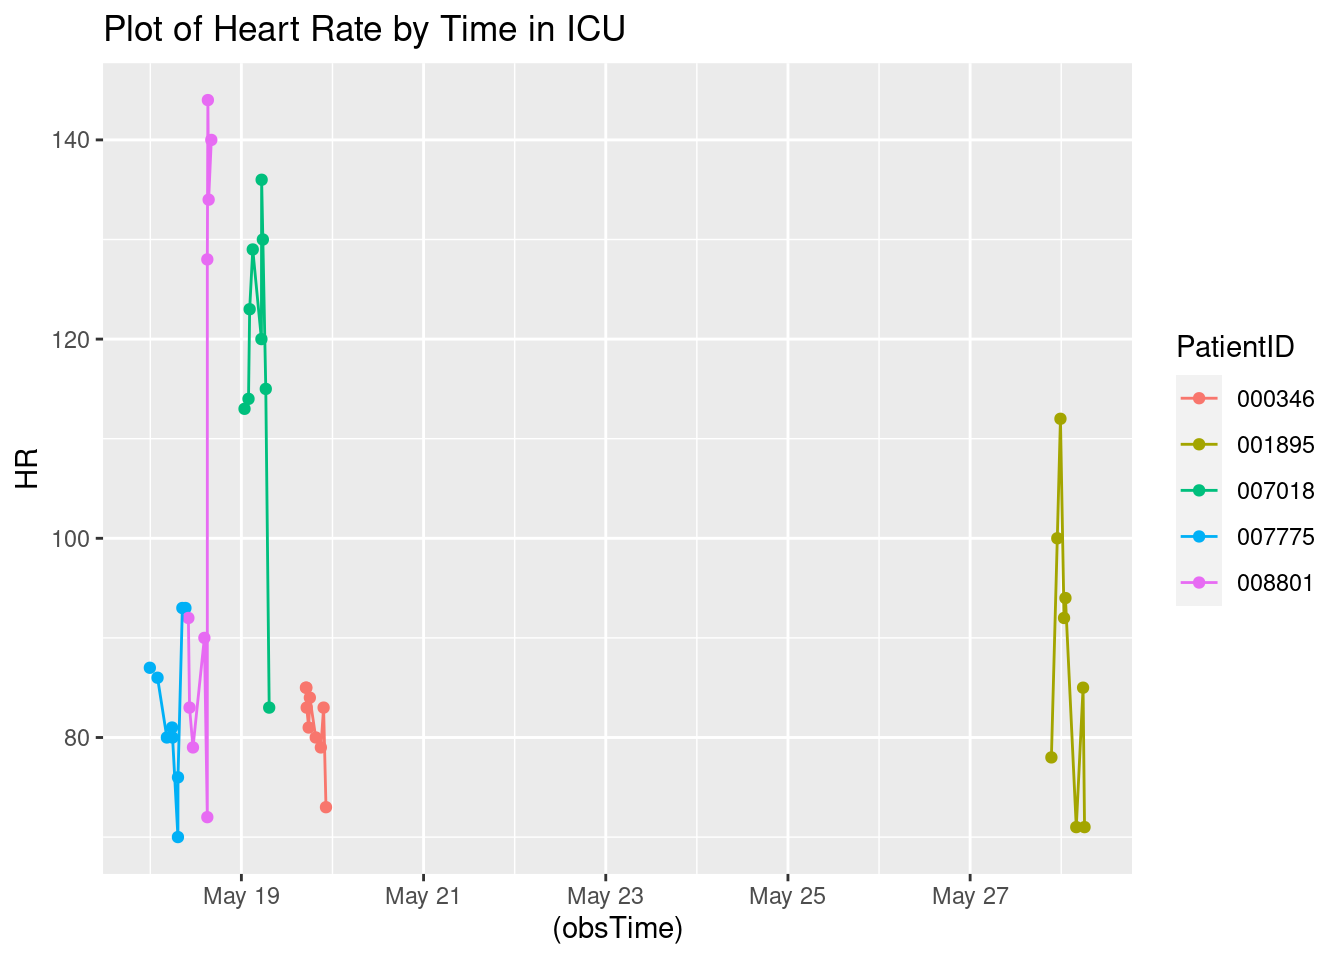 Plot of Heart Rate by Time in ICU
140
120
100
80
HR
May 19
May 21
May 23
May 25
May 27
(obsTime)
PatientID
000346
001895
007018
007775
008801